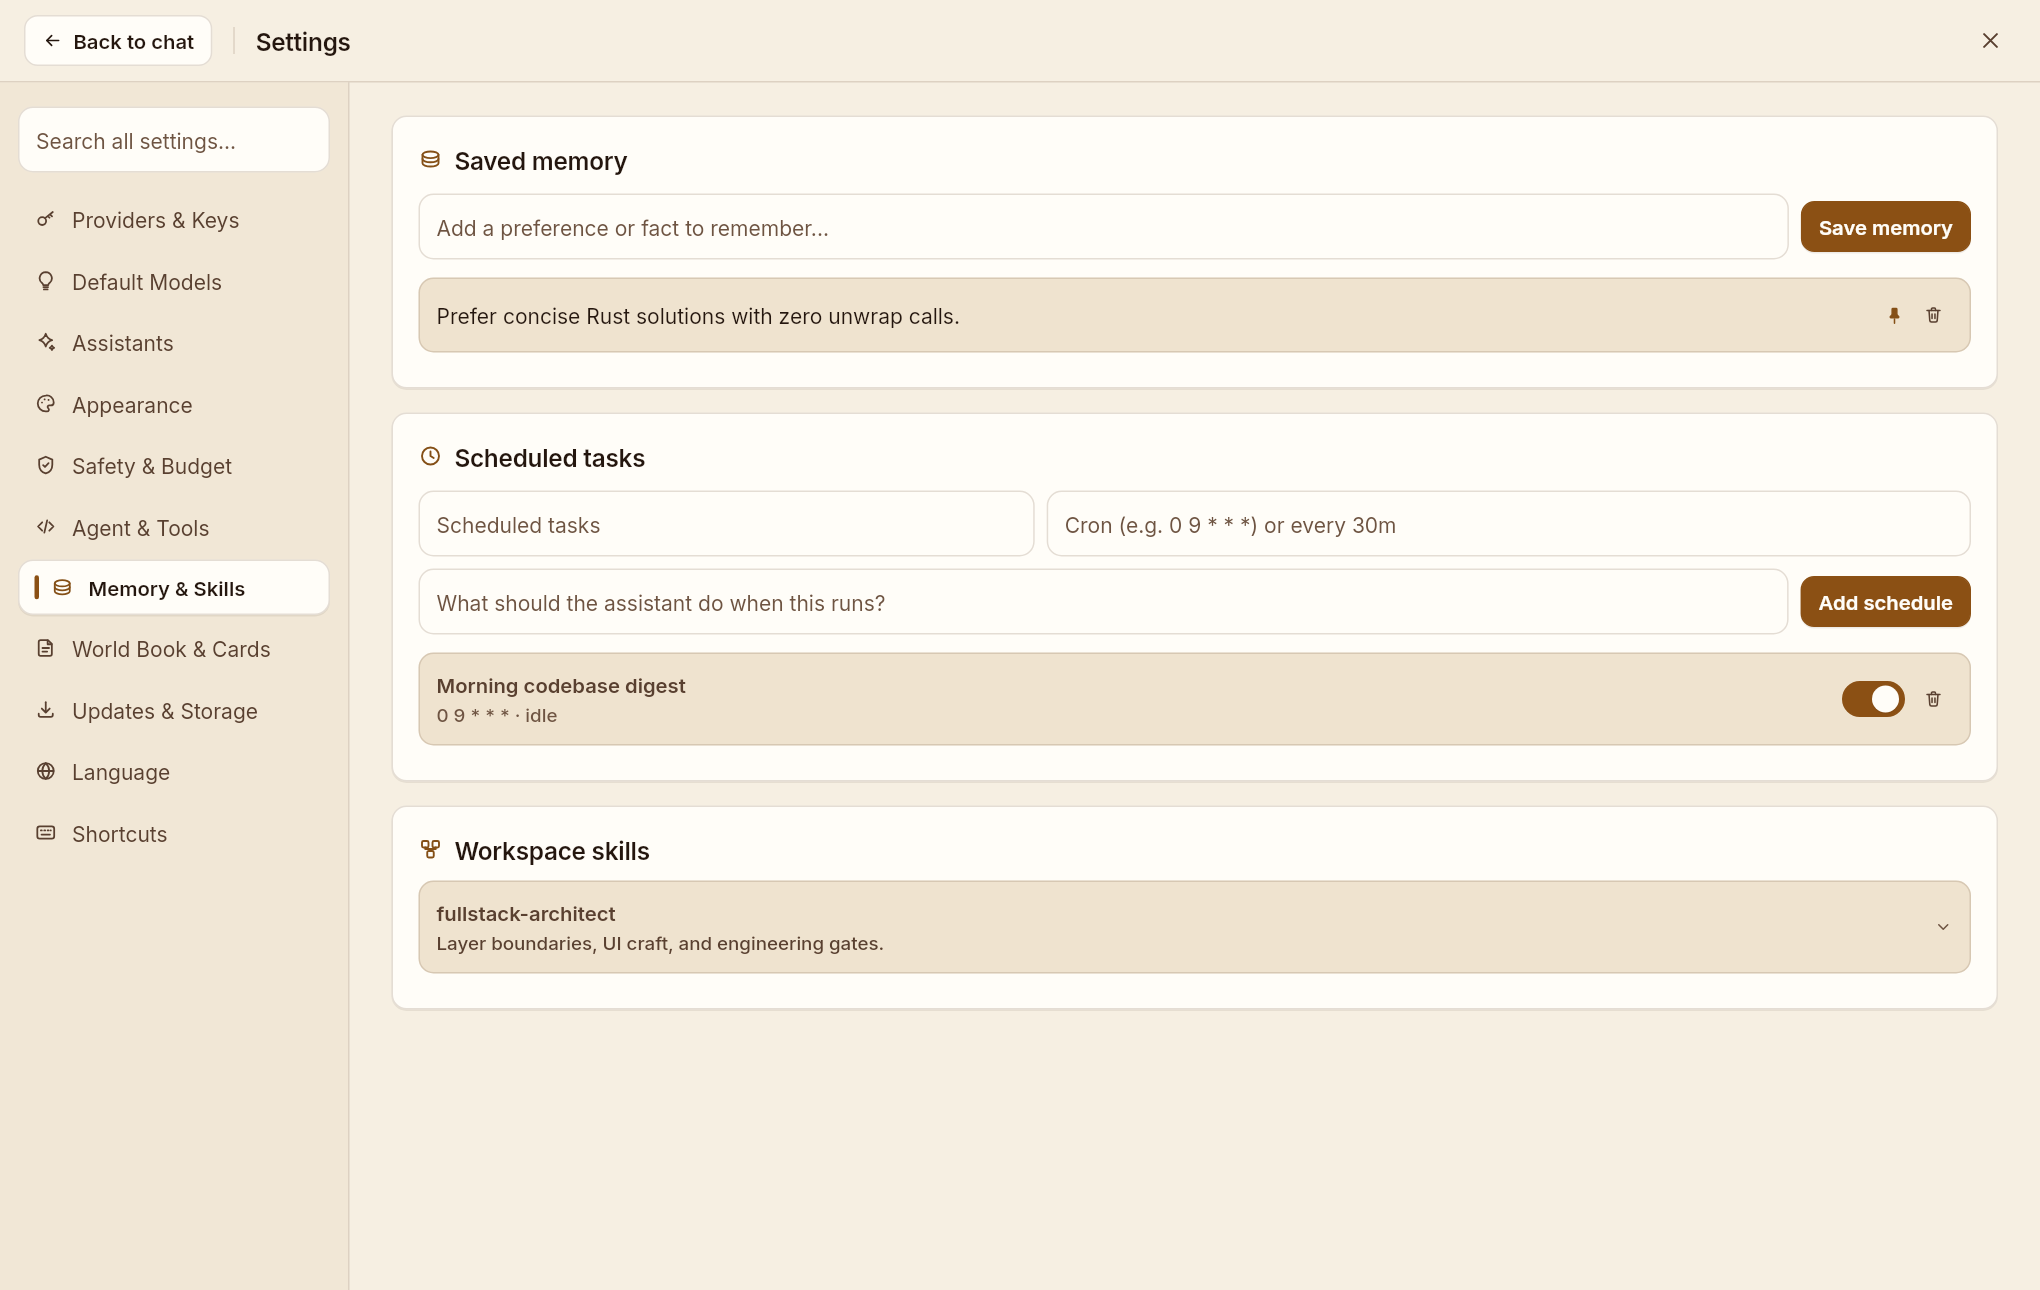 Back to chat
Settings
Search all settings...
Providers & Keys
Default Models
Assistants
Appearance
Safety & Budget
Agent & Tools
Memory & Skills
World Book & Cards
Updates & Storage
Language
Shortcuts
Saved memory
Add a preference or fact to remember...
Save memory
Prefer concise Rust solutions with zero unwrap calls.
Scheduled tasks
Scheduled tasks
Cron (e.g. 0 9 * * *) or every 30m
What should the assistant do when this runs?
Add schedule
Morning codebase digest
0 9 * * * · idle
Workspace skills
fullstack-architect
Layer boundaries, UI craft, and engineering gates.